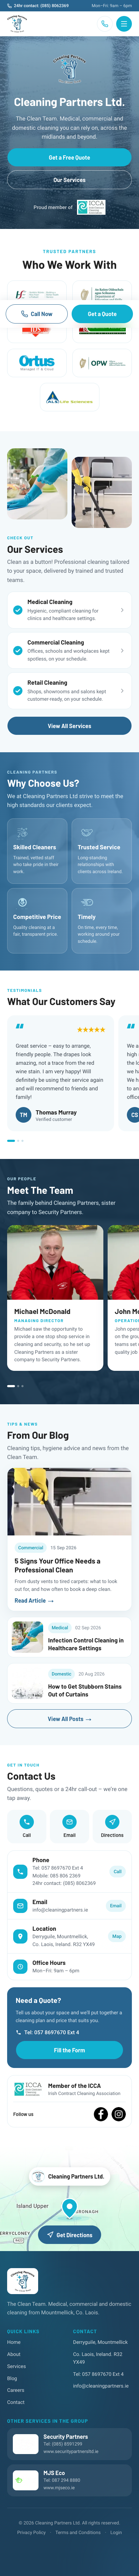 24hr contact: (085) 8062369
Mon–Fri: 9am – 6pm
Cleaning Partners Ltd.
The Clean Team. Medical, commercial and
domestic cleaning you can rely on, across the
midlands and beyond.
Get a Free Quote
Our Services
Proud member of
ICCA
TRUSTED PARTNERS
Who We Work With
Call Now
Get a Quote
Ortus
OPW
Life Sciences
CHECK OUT
Our Services
Clean as a button! Professional cleaning tailored
to your space, delivered by trained and trusted
teams.
Medical Cleaning
Hygienic, compliant cleaning for
clinics and healthcare settings.
Commercial Cleaning
Offices, schools and workplaces kept
spotless, on your schedule.
Retail Cleaning
Shops, showrooms and salons kept
customer-ready, on your schedule.
View All Services
CLEANING PARTNERS
Why Choose Us?
We at Cleaning Partners Ltd strive to meet the
high standards our clients expect.
Skilled Cleaners
Trained, vetted staff
who take pride in their
work.
Trusted Service
Long-standing
relationships with
clients across Ireland.
Competitive Price
Quality cleaning at a
fair, transparent price.
Timely
On time, every time,
working around your
schedule.
TESTIMONIALS
What Our Customers Say
Great service – easy to arrange,
friendly people. The drapes look
amazing, and a total rescue of the
red wine stain. I am very happy! Will
definitely be using their service again
and will recommend to friends and
family!
TM
Thomas Murray
Verified customer
CS
OUR PEOPLE
Meet The Team
The family behind Cleaning Partners, sister
company to Security Partners.
Michael McDonald
MANAGING DIRECTOR
Michael saw the opportunity to
provide a one stop shop service in
cleaning and security, so he set up
Cleaning Partners as a sister
company to Security Partners.
TIPS & NEWS
From Our Blog
Cleaning tips, hygiene advice and news from the
Clean Team.
Commercial
15 Sep 2026
5 Signs Your Office Needs a
Professional Clean
From dusty vents to tired carpets: what to look
out for, and how often to book a deep clean.
Read Article →
Medical
02 Sep 2026
Infection Control Cleaning in
Healthcare Settings
Domestic
20 Aug 2026
How to Get Stubborn Stains
Out of Curtains
View All Posts →
GET IN TOUCH
Contact Us
Questions, quotes or a 24hr call-out – we're one
tap away.
Call
Email
Directions
Phone
Tel: 057 8697670 Ext 4
Mobile: 085 806 2369
24hr contact: (085) 8062369
Call
Email
info@cleaningpartners.ie
Email
Location
Derryguile, Mountmellick,
Co. Laois, Ireland. R32 YX49
Map
Office Hours
Mon–Fri: 9am – 6pm
Need a Quote?
Tell us about your space and we'll put together a
cleaning plan and price that suits you.
Tel: 057 8697670 Ext 4
Fill the Form
ICCA
Member of the ICCA
Irish Contract Cleaning Association
Follow us
Cleaning Partners Ltd.
Island Upper
Get Directions
The Clean Team. Medical, commercial and domestic
cleaning from Mountmellick, Co. Laois.
QUICK LINKS
Home
About
Services
Blog
Careers
Contact
CONTACT
Derryguile, Mountmellick
Co. Laois, Ireland. R32
YX49
Tel: 057 8697670 Ext 4
info@cleaningpartners.ie
OTHER SERVICES IN THE GROUP
Security Partners
www.securitypartnersltd.ie
MJS Eco
Tel: 087 294 8880
www.mjseco.ie
© 2026 Cleaning Partners Ltd. All rights reserved.
Privacy Policy · Terms and Conditions · Login